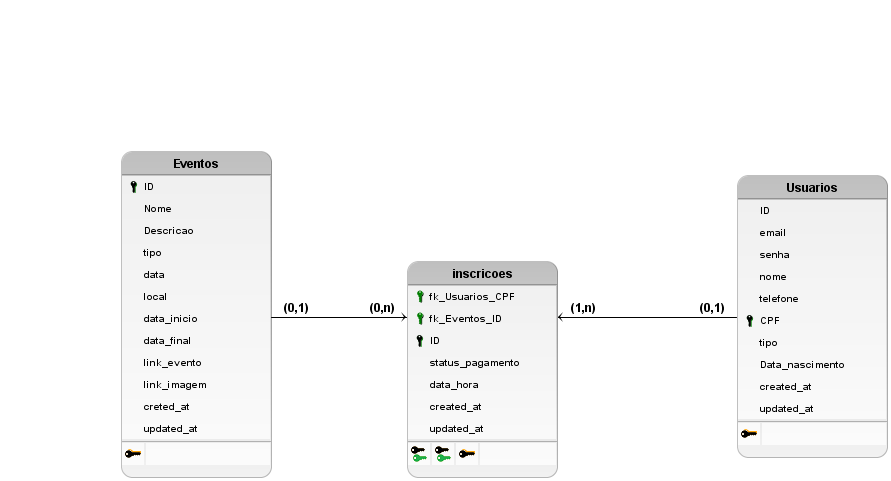 Eventos
ID
Nome
Descricao
tipo
data
local
data_inicio
data_final
link_evento
link_imagem
creted_at
updated_at
(0,1)
(0,n)
inscricoes
fk_Usuarios_CPF
fk_Eventos_ID
ID
status_pagamento
data_hora
created_at
updated_at
(1,n)
(0,1)
Usuarios
ID
email
senha
nome
telefone
CPF
tipo
Data_nascimento
created_at
updated_at